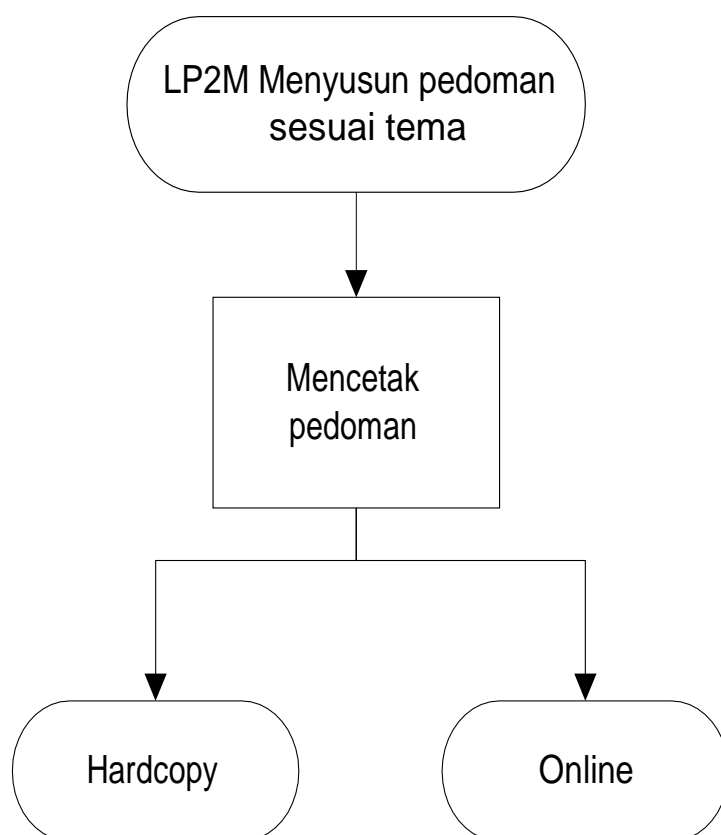 LP2M Menyusun pedoman
sesuai tema
Mencetak
pedoman
Hardcopy
Online